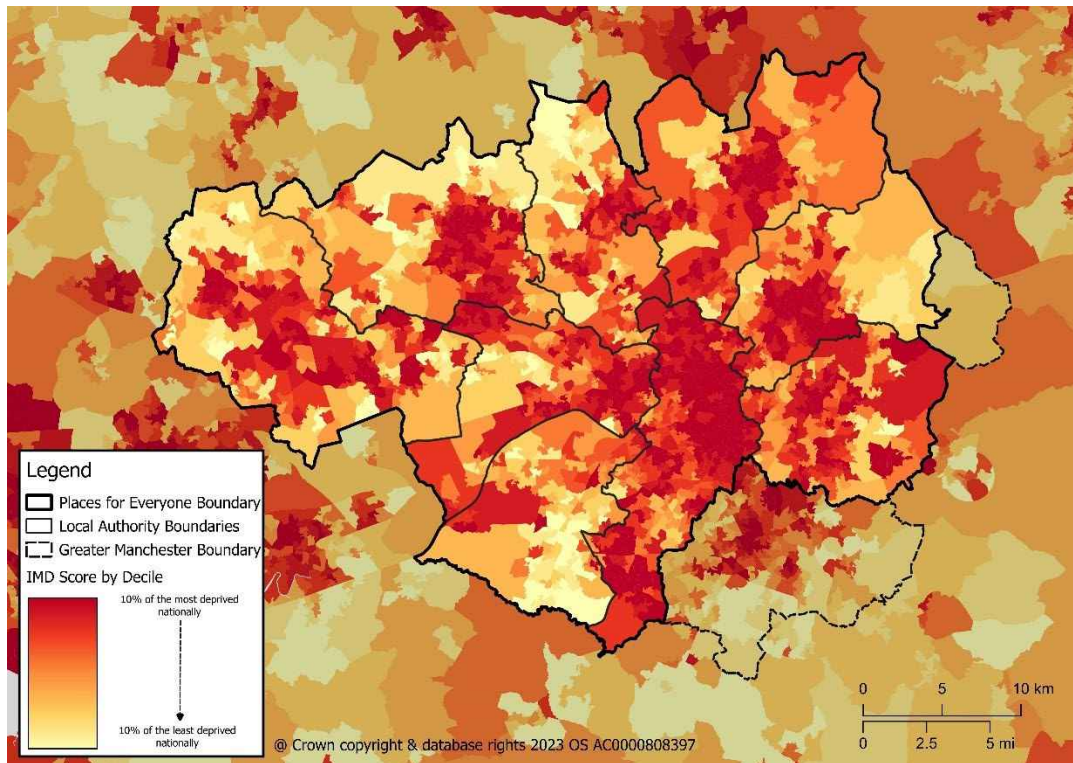 Legend
Places for Everyone Boundary
Local Authority Boundaries
Greater Manchester Boundary
IMD Score by Decile
10% of the most deprived
nationally
10% of the least deprived
nationally
@ Crown copyright & database rights 2023 OS AC0000808397
0 5 10 km
0 2.5 5 mi